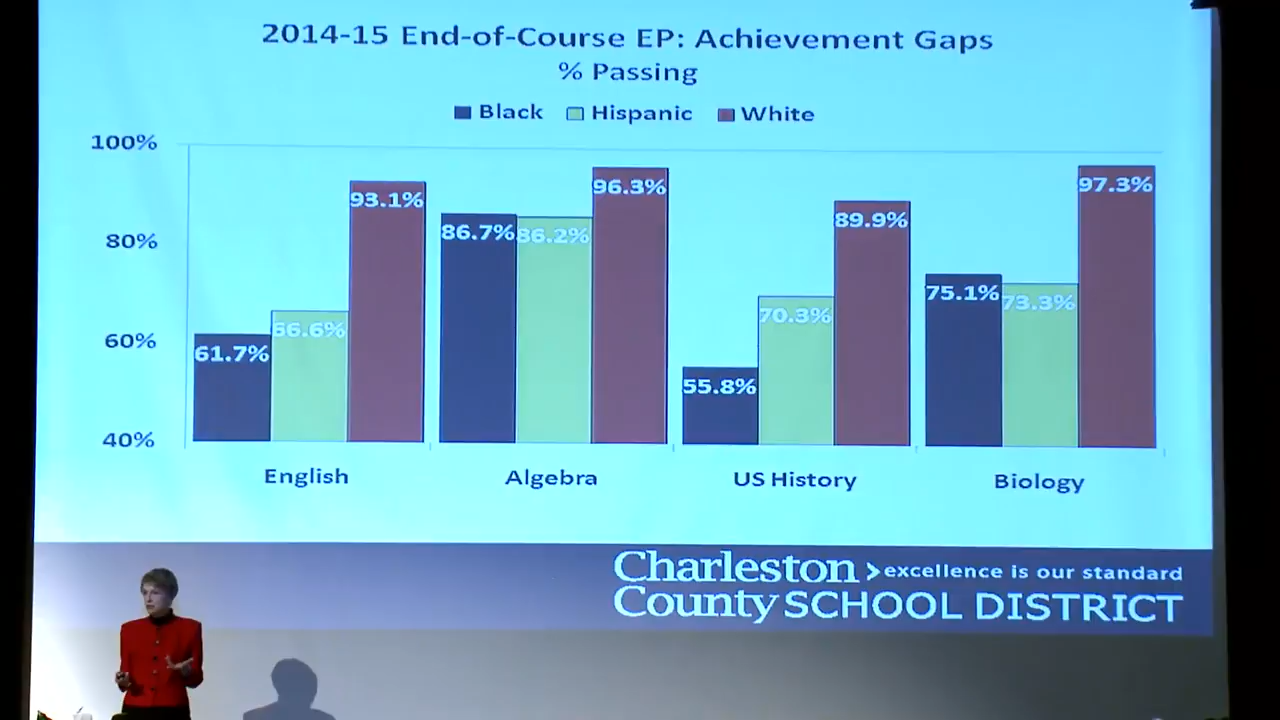 2014-15 End-of-Course EP: Achievement Gaps
% Passing
Black Hispanic White
100%
80%
60%
40%
61.7% 66.6% 93.1%
86.7% 86.2% 96.3%
55.8% 70.3% 89.9%
75.1% 73.3% 97.3%
English Algebra US History Biology
Charleston > excellence is our standard
County SCHOOL DISTRICT